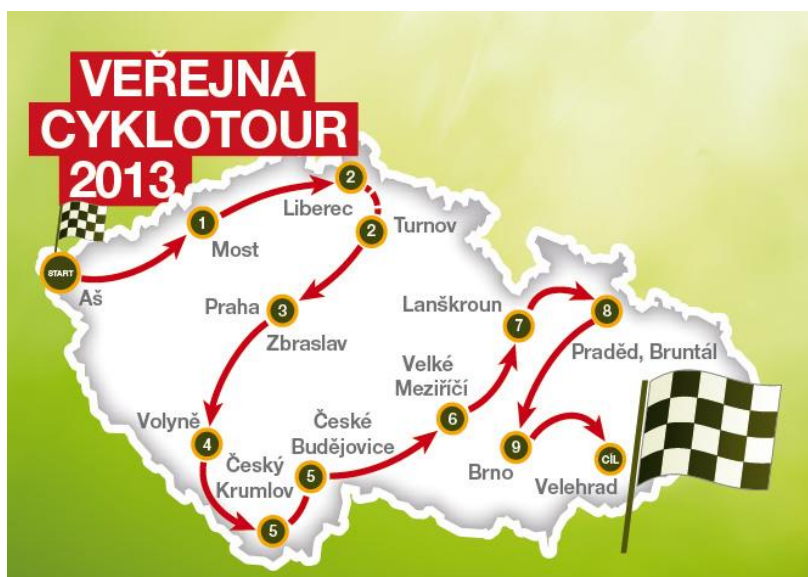 VEŘEJNÁ
CYKLOTOUR
2013
START
Aš
1
Most
2
Liberec
2
Turnov
3
Praha
Zbraslav
4
Volyně
5
Český
Krumlov
5
České
Budějovice
6
Velké
Meziříčí
7
Lanškroun
8
Praděd, Bruntál
9
Brno
CÍL
Velehrad